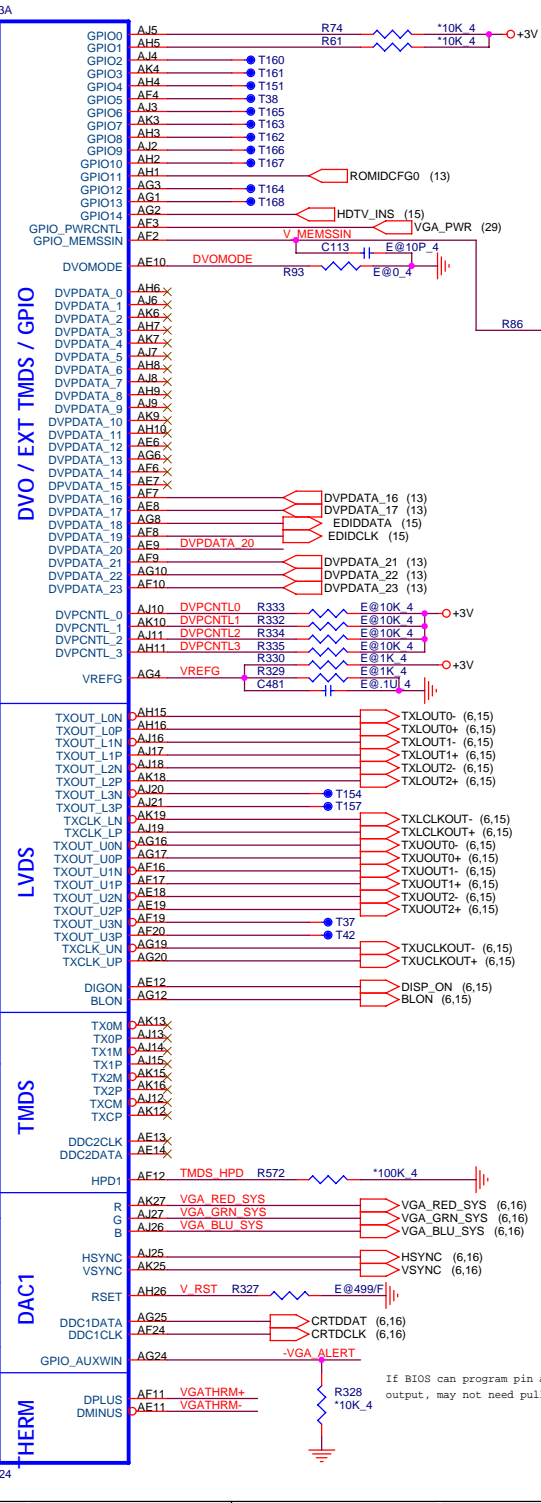 3A
GPIO0 AJ5 R74 *10K_4 +3V
GPIO1 AH5 R61 *10K_4
GPIO2 AJ4 T160
GPIO3 AK4 T161
GPIO4 AH4 T151
GPIO5 AF4 T38
GPIO6 AJ3 T165
GPIO7 AK3 T163
GPIO8 AH3 T162
GPIO9 AJ2 T166
GPIO10 AH2 T167
GPIO11 AH1 ROMIDCFG0 (13)
GPIO12 AG3 T164
GPIO13 AG1 T168
GPIO14 AG2 HDTV_INS (15)
GPIO_PWRCNTL AF3 VGA_PWR (29)
GPIO_MEMSSIN AF2 V_MEMSSIN
C113 E@10P_4
DVOMODE AE10 DVOMODE R93 E@0_4
R86
DVO / EXT TMDS / GPIO
DVPDATA_0 AH6
DVPDATA_1 AJ6
DVPDATA_2 AK6
DVPDATA_3 AH7
DVPDATA_4 AK7
DVPDATA_5 AJ7
DVPDATA_6 AH8
DVPDATA_7 AJ8
DVPDATA_8 AH9
DVPDATA_9 AJ9
DVPDATA_10 AK9
DVPDATA_11 AH10
DVPDATA_12 AE6
DVPDATA_13 AG6
DVPDATA_14 AF6
DPVDATA_15 AE7
DVPDATA_16 AF7 DVPDATA_16 (13)
DVPDATA_17 AE8 DVPDATA_17 (13)
DVPDATA_18 AG8 EDIDDATA (15)
DVPDATA_19 AF8 EDIDCLK (15)
DVPDATA_20 AE9 DVPDATA_20
DVPDATA_21 AF9 DVPDATA_21 (13)
DVPDATA_22 AG10 DVPDATA_22 (13)
DVPDATA_23 AF10 DVPDATA_23 (13)
DVPCNTL_0 AJ10 DVPCNTL0 R333 E@10K_4 +3V
DVPCNTL_1 AK10 DVPCNTL1 R332 E@10K_4
DVPCNTL_2 AJ11 DVPCNTL2 R334 E@10K_4
DVPCNTL_3 AH11 DVPCNTL3 R335 E@10K_4
R330 E@1K_4 +3V
VREFG AG4 VREFG R329 E@1K_4
C481 E@.1U_4
LVDS
TXOUT_L0N AH15 TXLOUT0- (6,15)
TXOUT_L0P AH16 TXLOUT0+ (6,15)
TXOUT_L1N AJ16 TXLOUT1- (6,15)
TXOUT_L1P AJ17 TXLOUT1+ (6,15)
TXOUT_L2N AJ18 TXLOUT2- (6,15)
TXOUT_L2P AK18 TXLOUT2+ (6,15)
TXOUT_L3N AJ20 T154
TXOUT_L3P AJ21 T157
TXCLK_LN AK19 TXLCLKOUT- (6,15)
TXCLK_LP AJ19 TXLCLKOUT+ (6,15)
TXOUT_U0N AG16 TXUOUT0- (6,15)
TXOUT_U0P AG17 TXUOUT0+ (6,15)
TXOUT_U1N AF16 TXUOUT1- (6,15)
TXOUT_U1P AF17 TXUOUT1+ (6,15)
TXOUT_U2N AE18 TXUOUT2- (6,15)
TXOUT_U2P AE19 TXUOUT2+ (6,15)
TXOUT_U3N AF19 T37
TXOUT_U3P AF20 T42
TXCLK_UN AG19 TXUCLKOUT- (6,15)
TXCLK_UP AG20 TXUCLKOUT+ (6,15)
DIGON AE12 DISP_ON (6,15)
BLON AG12 BLON (6,15)
TMDS
TX0M AK13
TX0P AJ13
TX1M AJ14
TX1P AJ15
TX2M AK15
TX2P AK16
TXCM AJ12
TXCP AK12
DDC2CLK AE13
DDC2DATA AE14
HPD1 AF12 TMDS_HPD R572 *100K_4
DAC1
R AK27 VGA_RED_SYS VGA_RED_SYS (6,16)
G AJ27 VGA_GRN_SYS VGA_GRN_SYS (6,16)
B AJ26 VGA_BLU_SYS VGA_BLU_SYS (6,16)
HSYNC AJ25 HSYNC (6,16)
VSYNC AK25 VSYNC (6,16)
RSET AH26 V_RST R327 E@499/F
DDC1DATA AG25 CRTDDAT (6,16)
DDC1CLK AF24 CRTDCLK (6,16)
GPIO_AUXWIN AG24 -VGA_ALERT
If BIOS can program pin a
output, may not need pul
R328
*10K_4
THERM
DPLUS AF11 VGATHRM+
DMINUS AE11 VGATHRM-
24